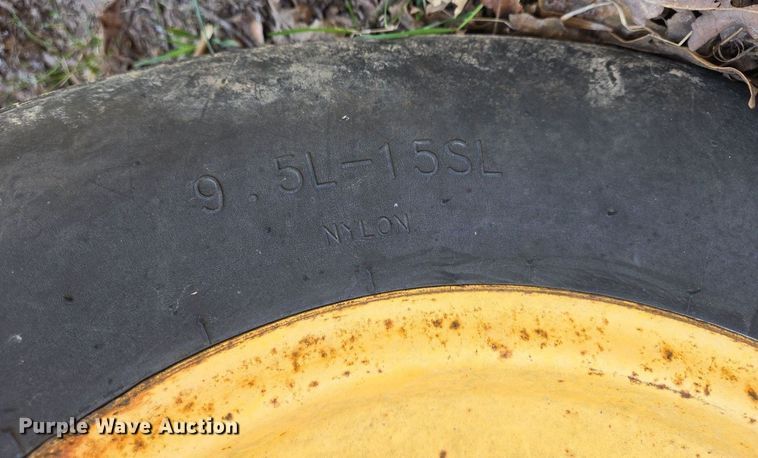 9.5L-15SL
NYLON
Purple Wave Auction